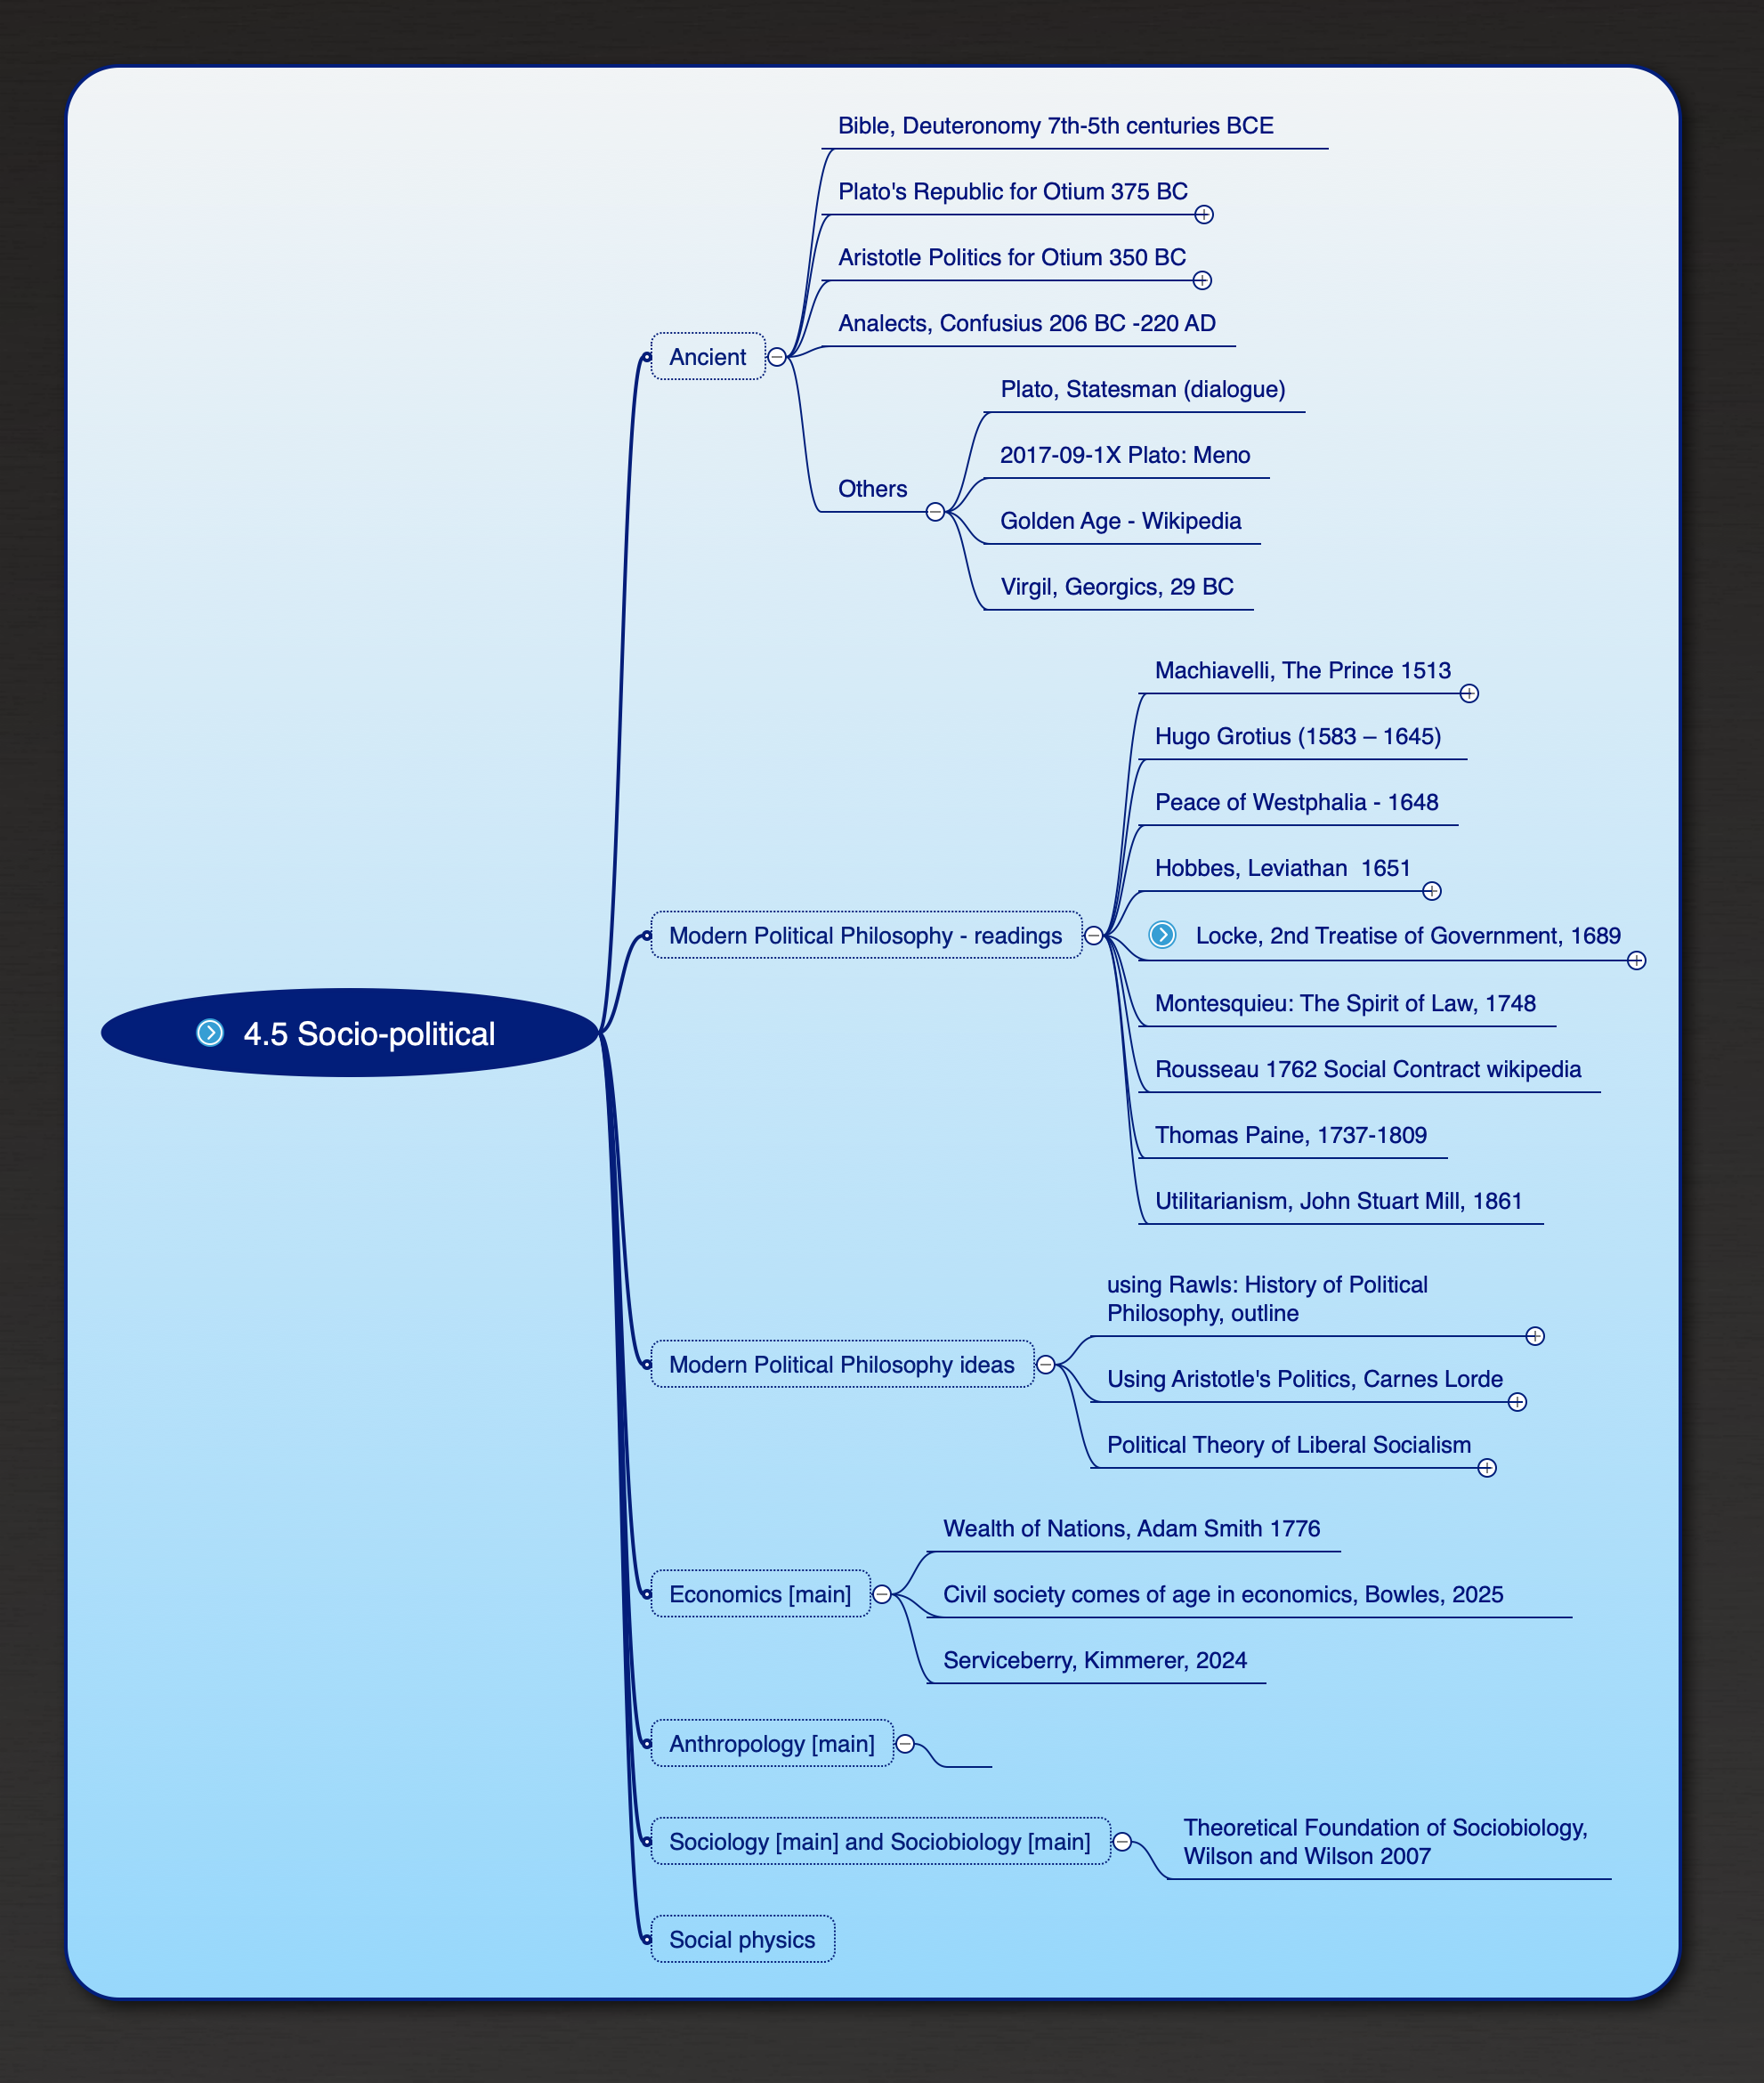 Bible, Deuteronomy 7th-5th centuries BCE
Plato's Republic for Otium 375 BC
Aristotle Politics for Otium 350 BC
Analects, Confusius 206 BC -220 AD
Ancient
Plato, Statesman (dialogue)
2017-09-1X Plato: Meno
Others
Golden Age - Wikipedia
Virgil, Georgics, 29 BC
Machiavelli, The Prince 1513
Hugo Grotius (1583 – 1645)
Peace of Westphalia - 1648
Hobbes, Leviathan  1651
Modern Political Philosophy - readings
Locke, 2nd Treatise of Government, 1689
Montesquieu: The Spirit of Law, 1748
4.5 Socio-political
Rousseau 1762 Social Contract wikipedia
Thomas Paine, 1737-1809
Utilitarianism, John Stuart Mill, 1861
using Rawls: History of Political
Philosophy, outline
Modern Political Philosophy ideas
Using Aristotle's Politics, Carnes Lorde
Political Theory of Liberal Socialism
Wealth of Nations, Adam Smith 1776
Economics [main]
Civil society comes of age in economics, Bowles, 2025
Serviceberry, Kimmerer, 2024
Anthropology [main]
Sociology [main] and Sociobiology [main]
Theoretical Foundation of Sociobiology,
Wilson and Wilson 2007
Social physics